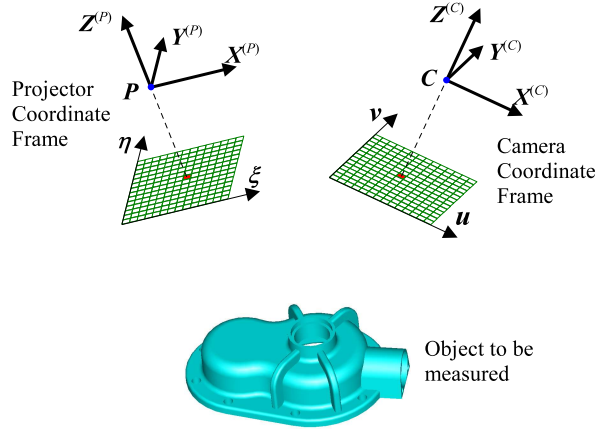 Z(P)
Y(P)
X(P)
P
Projector
Coordinate
Frame
η
ξ
Z(C)
Y(C)
C
X(C)
v
Camera
Coordinate
Frame
u
Object to be
measured